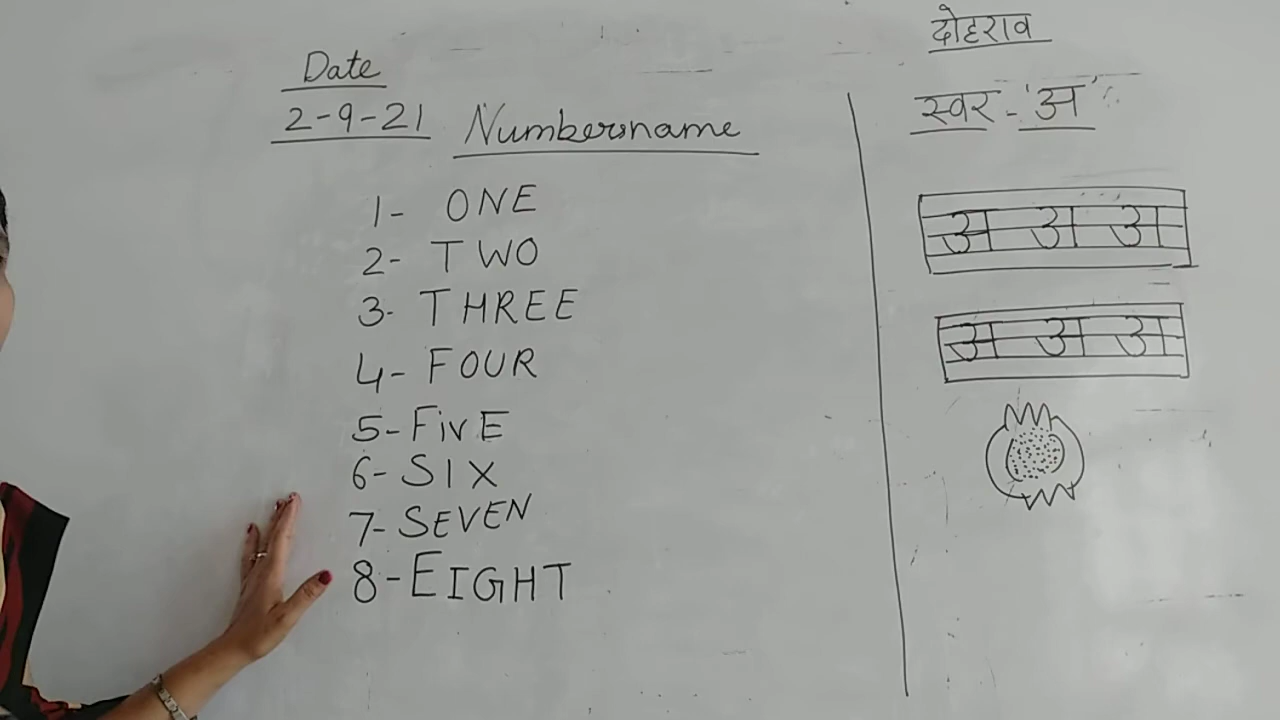 Date
2-9-21 Numbersname
1- ONE
2- TWO
3- THREE
4- FOUR
5- FivE
6- SIX
7- SEVEN
8- EIGHT
दोहराव
स्वर - 'अ'
अ अ अ
अ अ अ